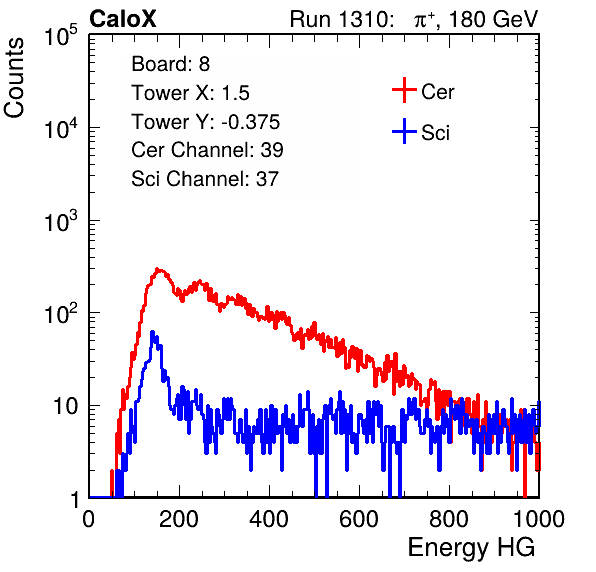 CaloX Run 1310: π⁺, 180 GeV
Counts
10⁵
10⁴
10³
10²
10
1
Board: 8
Tower X: 1.5
Tower Y: -0.375
Cer Channel: 39
Sci Channel: 37
Cer
Sci
0 200 400 600 800 1000
Energy HG